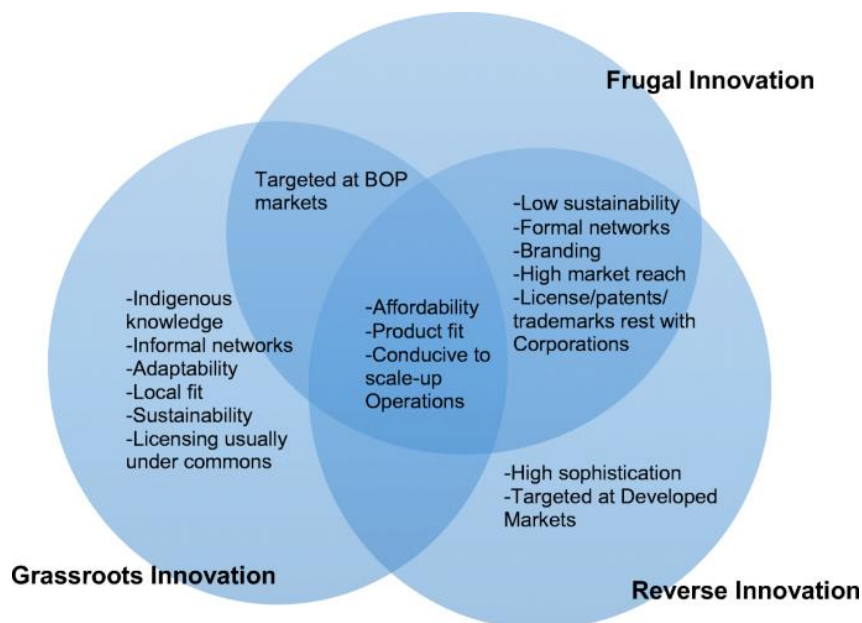 Frugal Innovation
Targeted at BOP
markets
-Low sustainability
-Formal networks
-Branding
-High market reach
-License/patents/
trademarks rest with
Corporations
-Indigenous
knowledge
-Informal networks
-Adaptability
-Local fit
-Sustainability
-Licensing usually
under commons
-Affordability
-Product fit
-Conducive to
scale-up
Operations
-High sophistication
-Targeted at Developed
Markets
Grassroots Innovation
Reverse Innovation